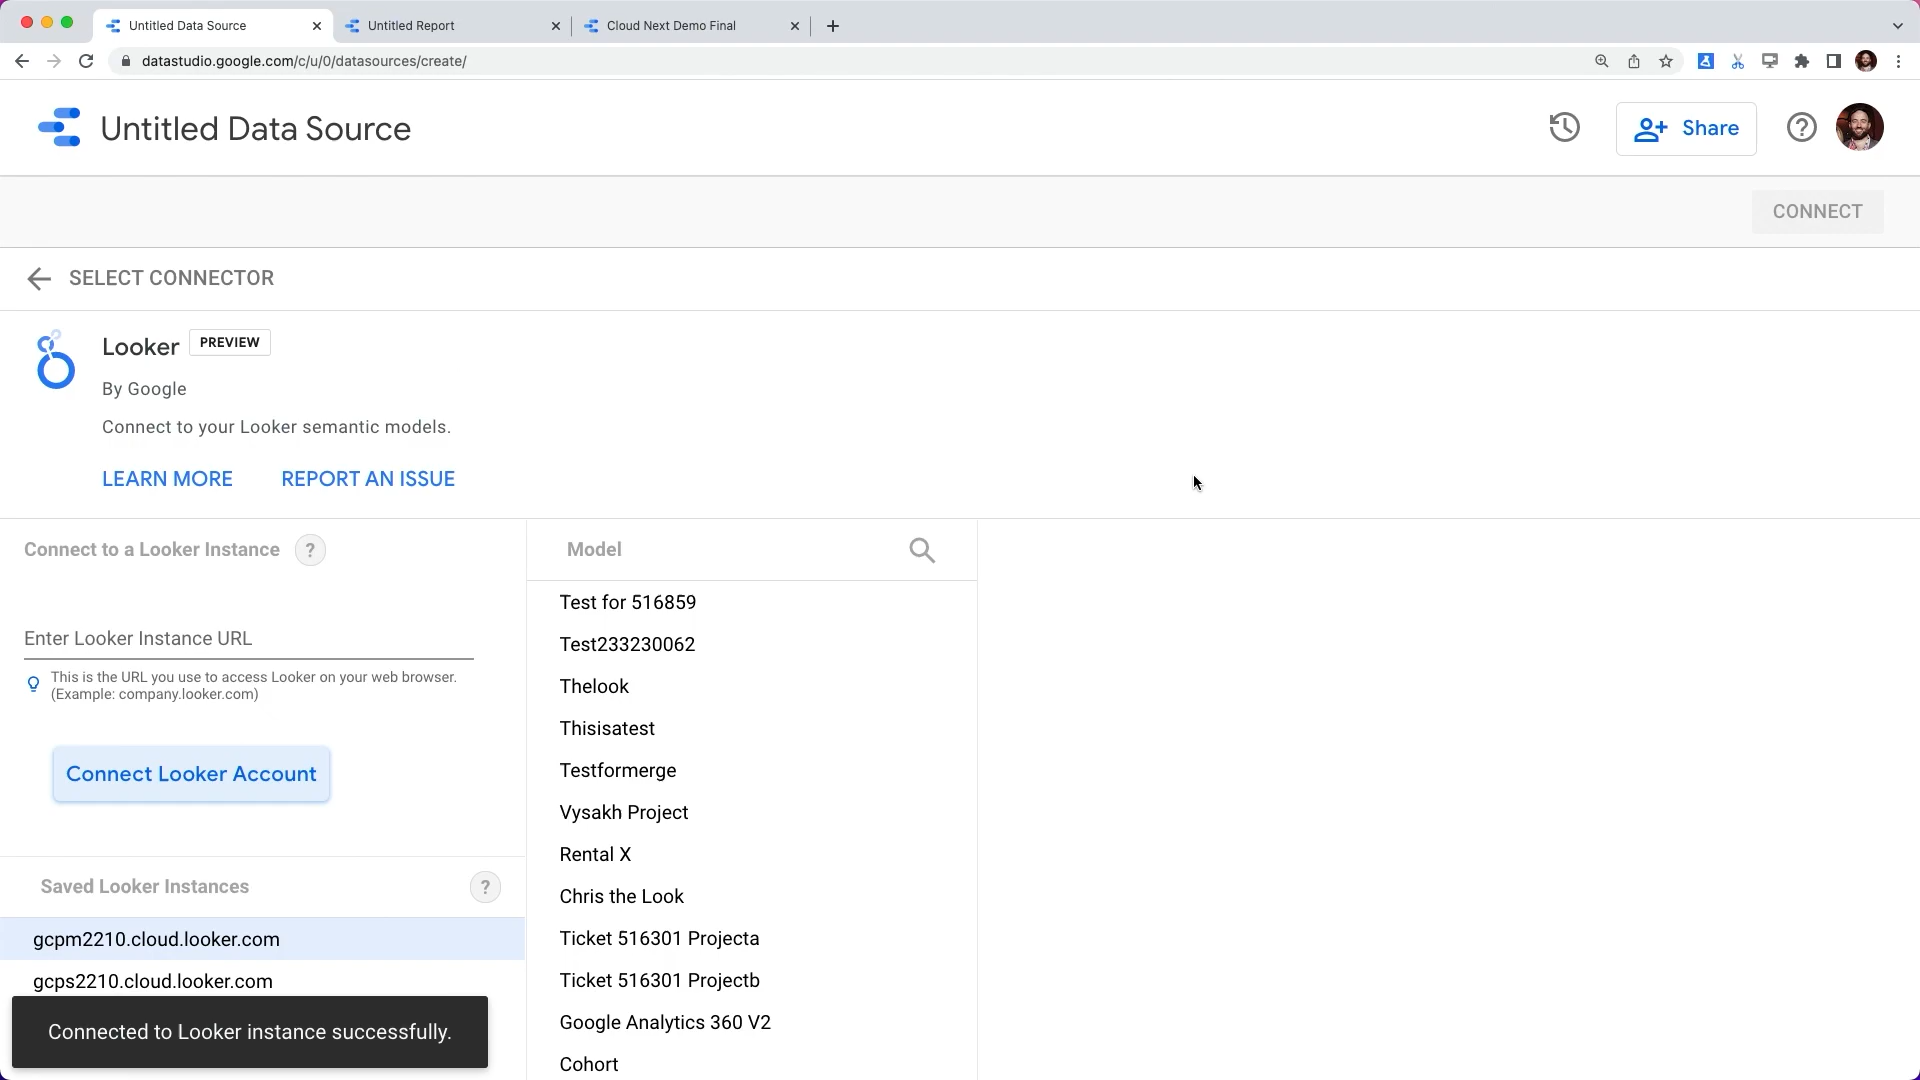 Untitled Data Source
Untitled Report
Cloud Next Demo Final
datastudio.google.com/c/u/0/datasources/create/
Untitled Data Source
Share
CONNECT
SELECT CONNECTOR
Looker
PREVIEW
By Google
Connect to your Looker semantic models.
LEARN MORE
REPORT AN ISSUE
Connect to a Looker Instance
?
Enter Looker Instance URL
This is the URL you use to access Looker on your web browser.
(Example: company.looker.com)
Connect Looker Account
Saved Looker Instances
?
gcpm2210.cloud.looker.com
gcps2210.cloud.looker.com
Connected to Looker instance successfully.
Model
Test for 516859
Test233230062
Thelook
Thisisatest
Testformerge
Vysakh Project
Rental X
Chris the Look
Ticket 516301 Projecta
Ticket 516301 Projectb
Google Analytics 360 V2
Cohort